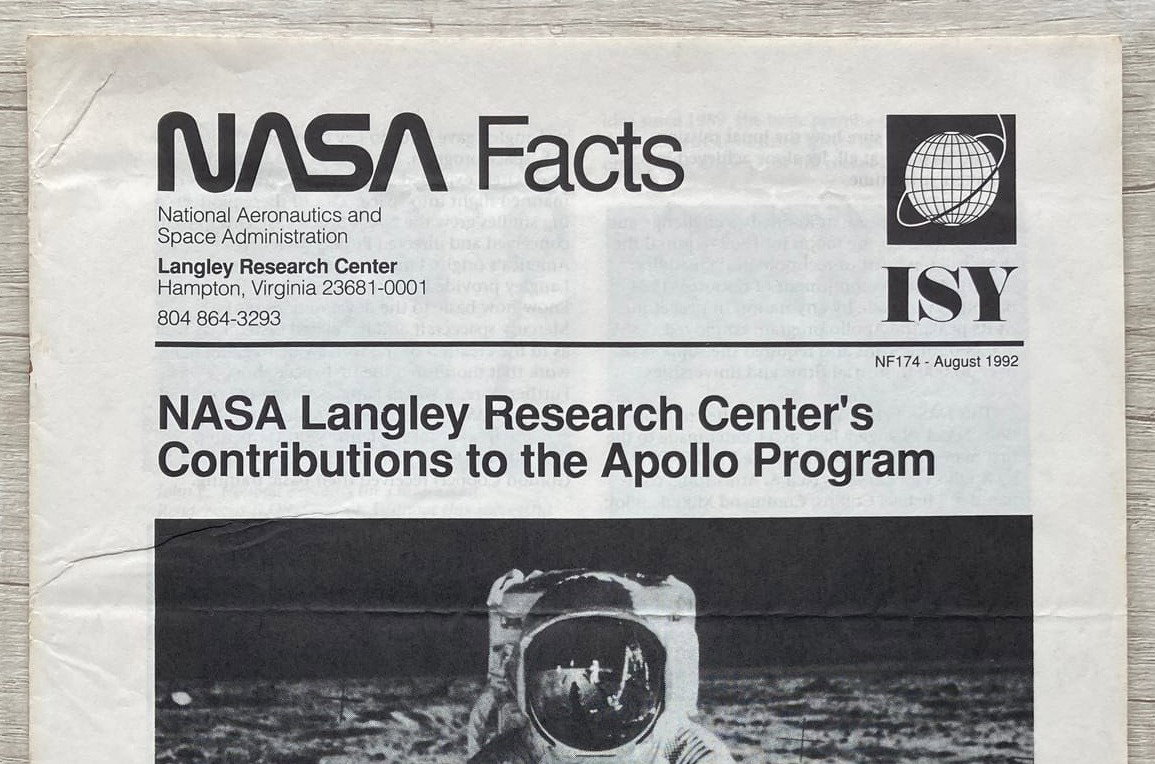 NASA Facts
National Aeronautics and
Space Administration
Langley Research Center
Hampton, Virginia 23681-0001
804 864-3293
ISY
NF174 - August 1992
NASA Langley Research Center's
Contributions to the Apollo Program